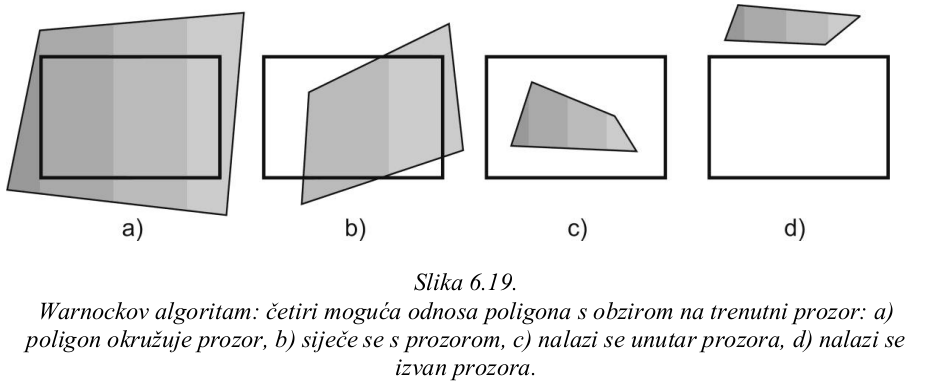 a) b) c) d)
Slika 6.19.
Warnockov algoritam: četiri moguća odnosa poligona s obzirom na trenutni prozor: a)
poligon okružuje prozor, b) siječe se s prozorom, c) nalazi se unutar prozora, d) nalazi se
izvan prozora.